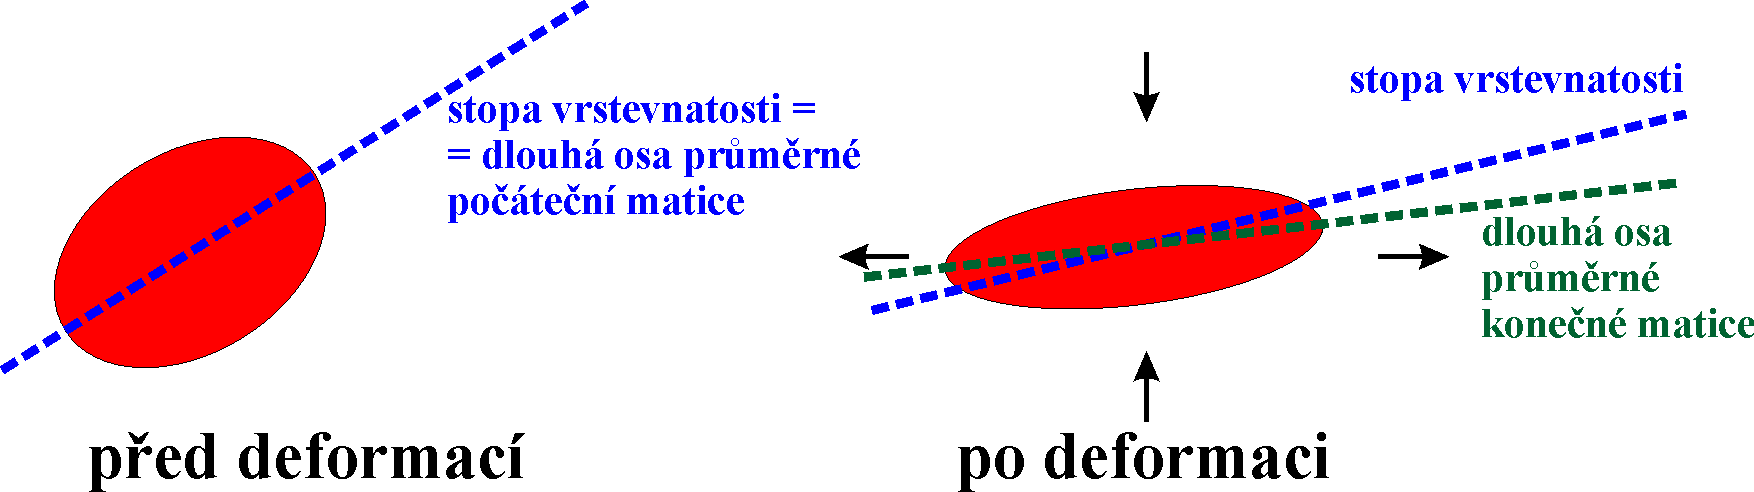 stopa vrstevnatosti =
= dlouhá osa průměrné
počáteční matice
stopa vrstevnatosti
dlouhá osa
průměrné
konečné matice
před deformací
po deformaci